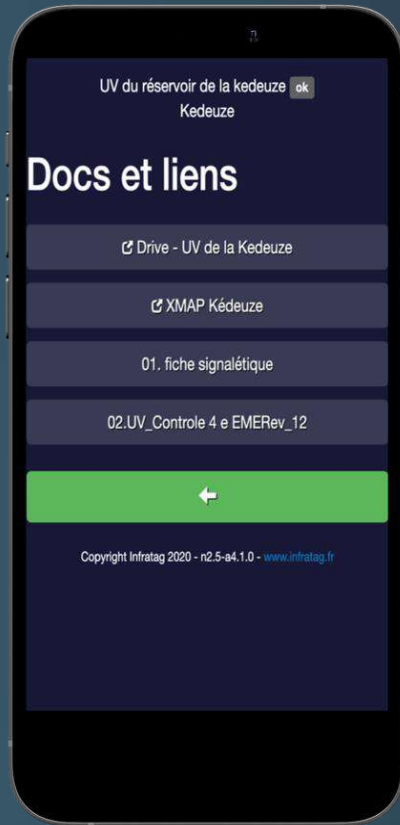 UV du réservoir de la kedeuze ok
Kedeuze
Docs et liens
Drive - UV de la Kedeuze
XMAP Kédeuze
01. fiche signalétique
02.UV_Controle 4 e EMERev_12
Copyright Infratag 2020 - n2.5-a4.1.0 - www.infratag.fr